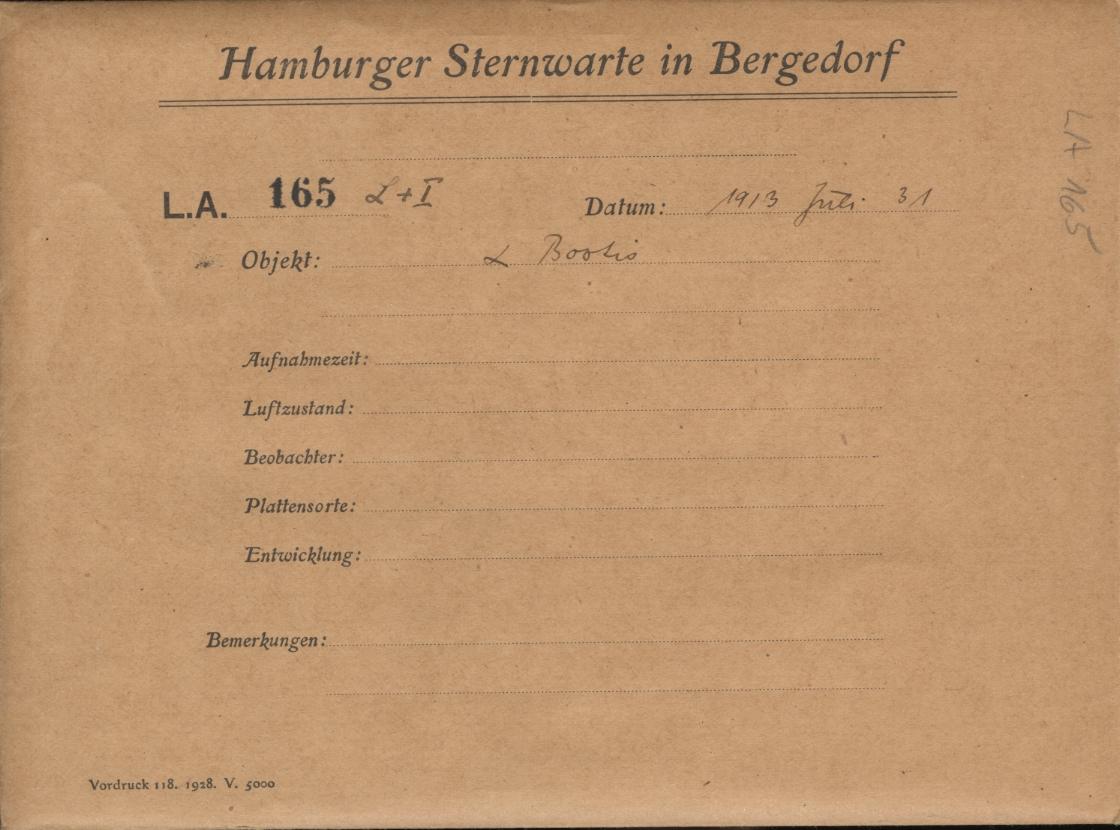 Hamburger Sternwarte in Bergedorf
L.A. 165 L+I Datum: 1913 Juli 31
Objekt: α Bootis
Aufnahmezeit:
Luftzustand:
Beobachter:
Plattensorte:
Entwicklung:
Bemerkungen:
Vordruck 118. 1928. V. 5000
LA 165